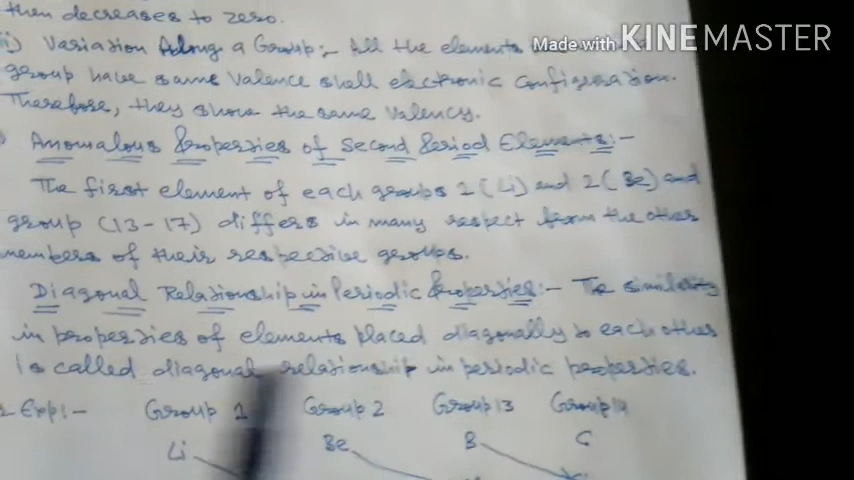 then decreases to zero.
ii) Variation Along a Group:- All the elements
Made with KINEMASTER
group have same valence shell electronic configuration.
Therefore, they show the same valency.
Anomalous Properties of Second Period Elements:-
The first element of each groups 1 (Li) and 2 (Be) and
group (13-17) differs in many respect from the other
members of their respective groups.
Diagonal Relationship in Periodic Properties:- The similarity
in properties of elements placed diagonally to each other
is called diagonal relationship in periodic properties.
Exp:- Group 1 Group 2 Group 13 Group 14
Li Be B C